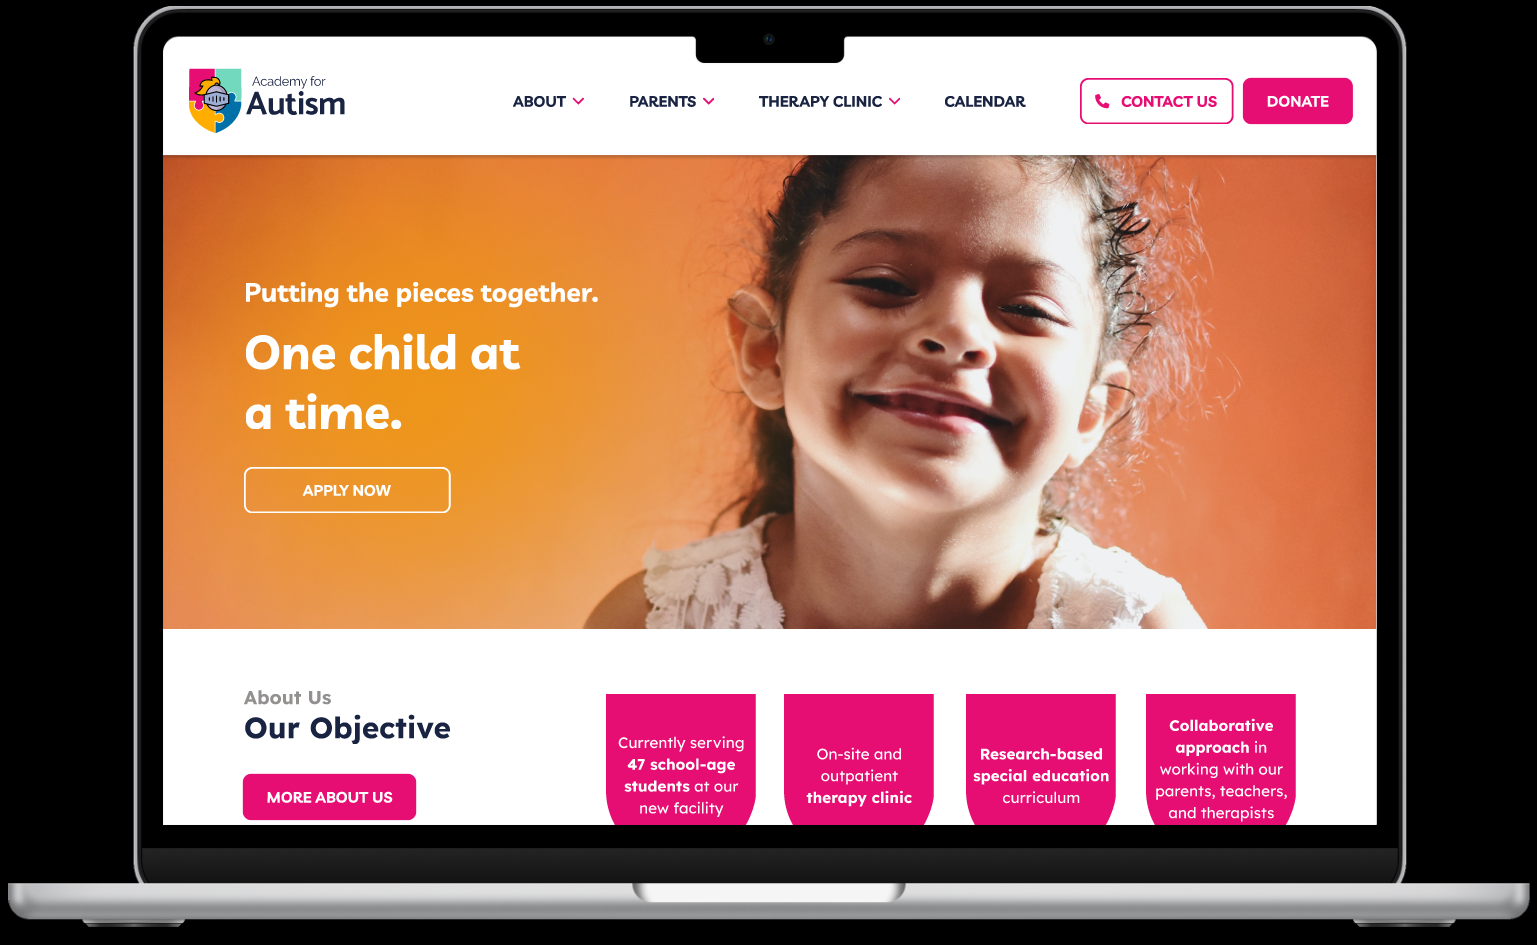 Academy for
Autism
ABOUT
PARENTS
THERAPY CLINIC
CALENDAR
CONTACT US
DONATE
Putting the pieces together.
One child at
a time.
APPLY NOW
About Us
Our Objective
MORE ABOUT US
Currently serving
47 school-age
students at our
new facility
On-site and
outpatient
therapy clinic
Research-based
special education
curriculum
Collaborative
approach in
working with our
parents, teachers,
and therapists